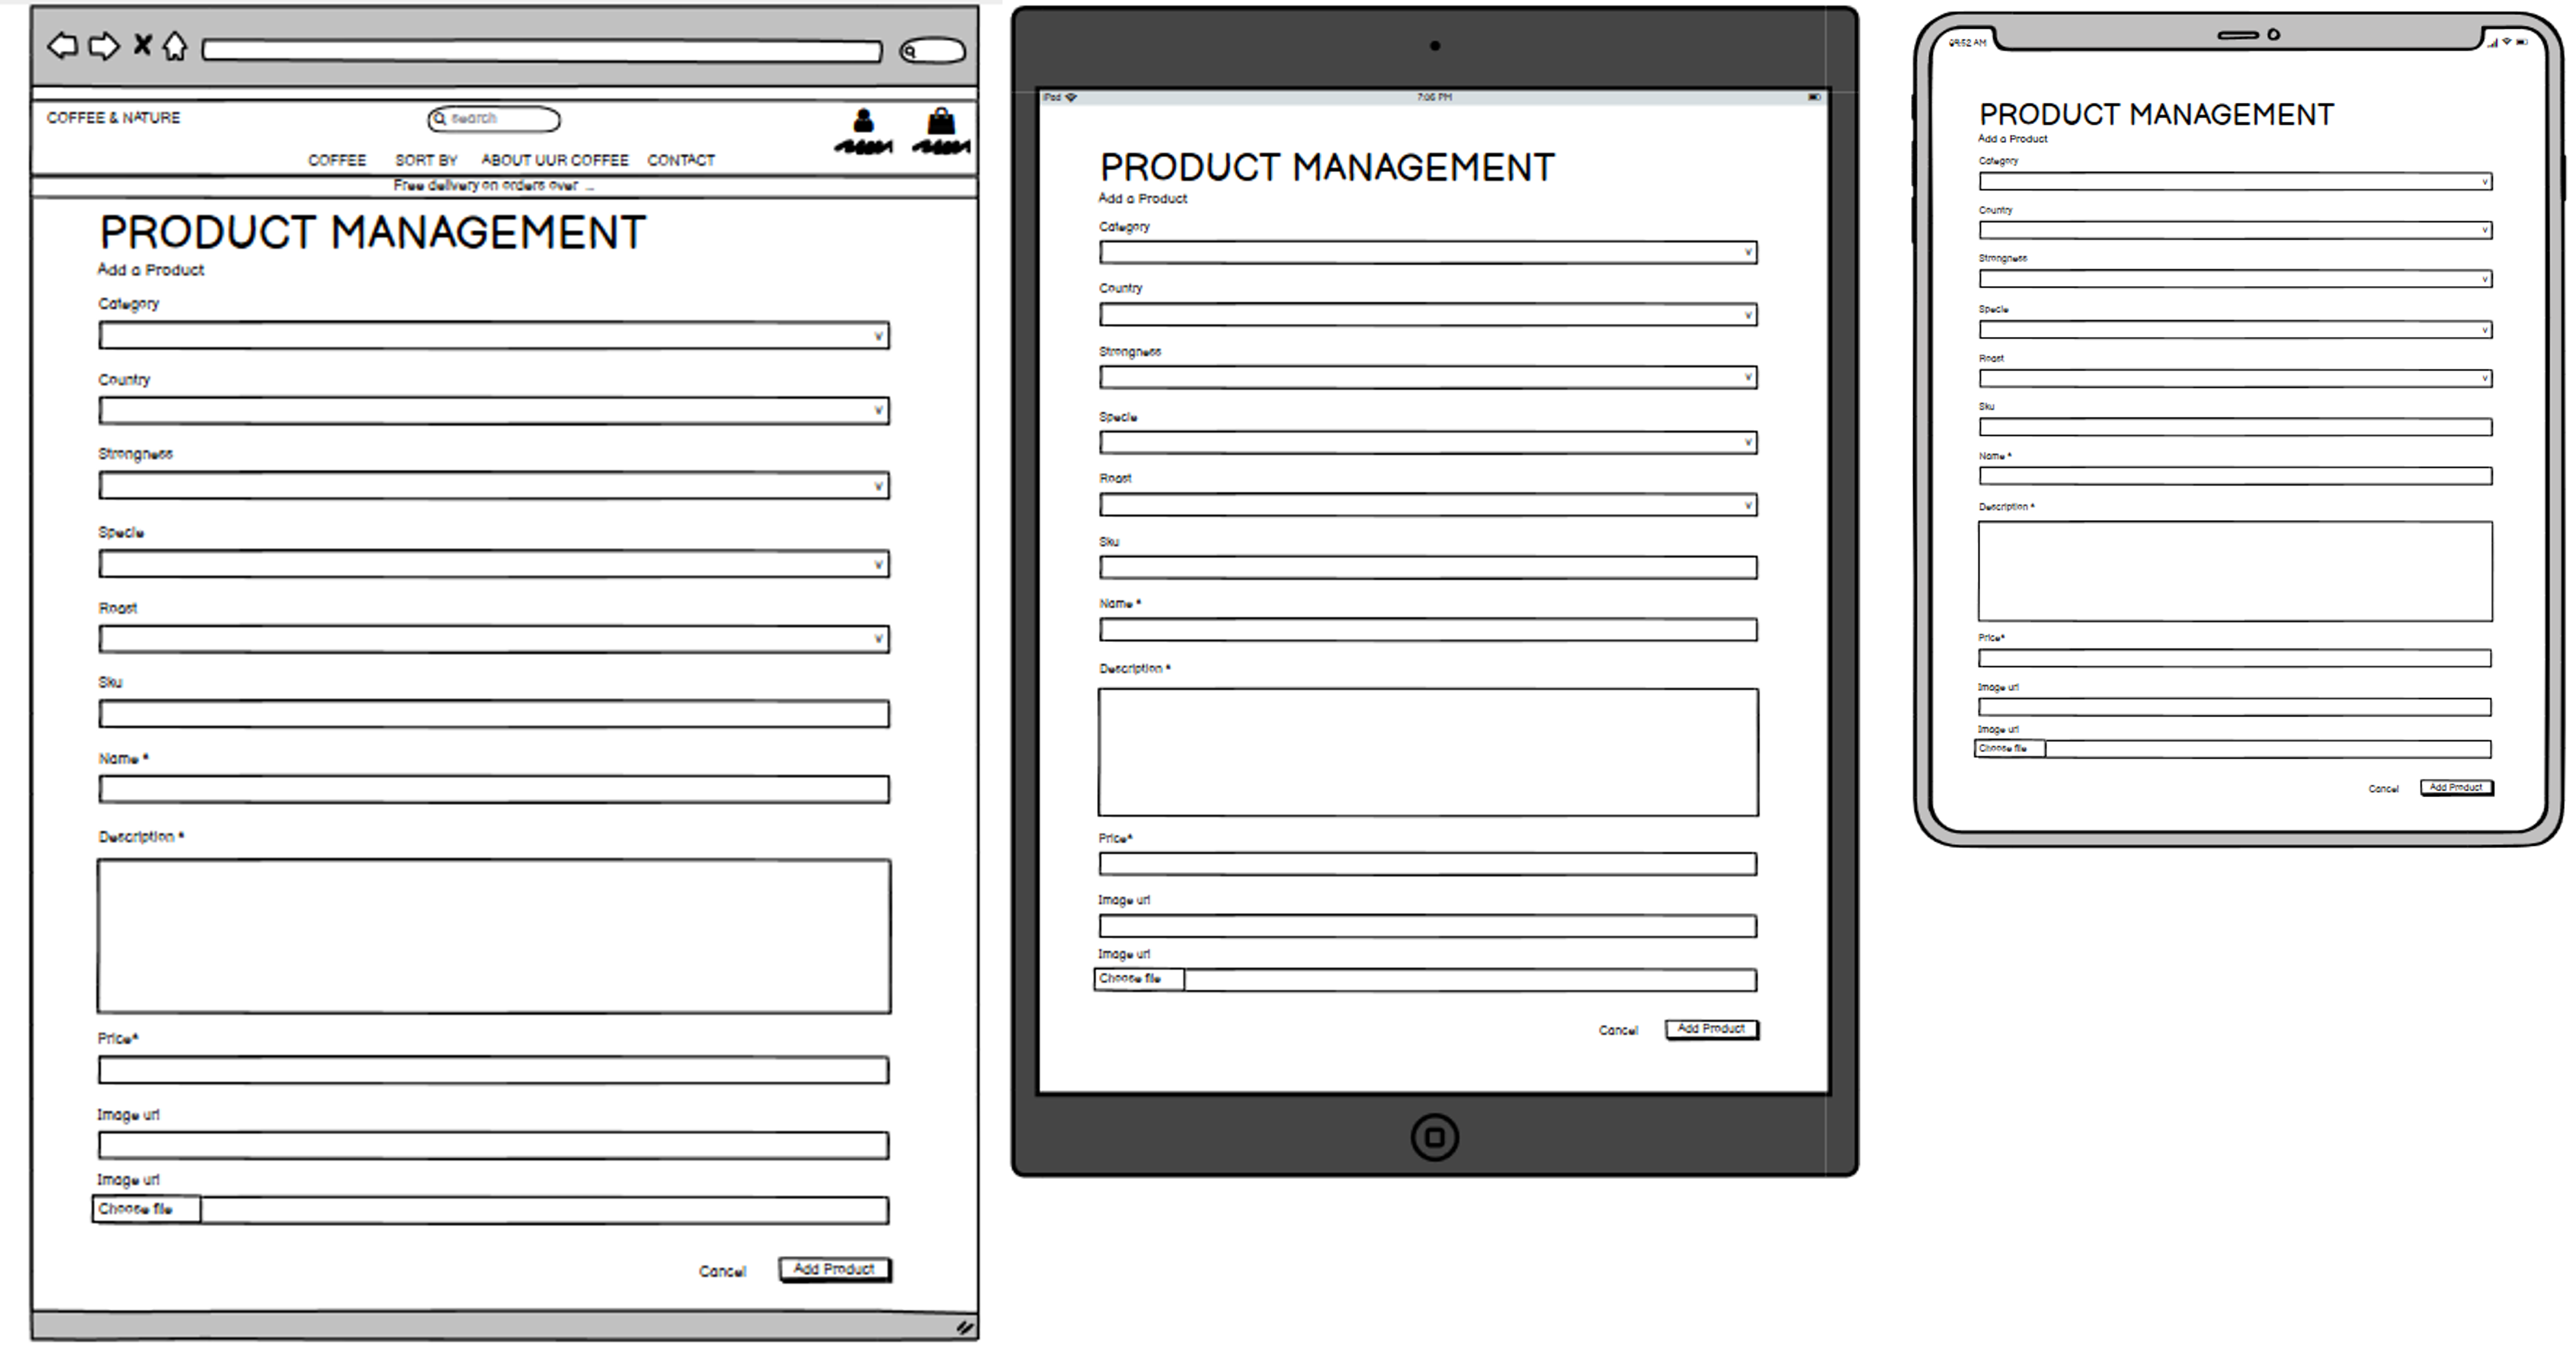 COFFEE & NATURE
search
COFFEE SORT BY ABOUT UUR COFFEE CONTACT
Free delivery on orders over ...
PRODUCT MANAGEMENT
Add a Product
Category
v
Country
v
Strongness
v
Specie
v
Roast
v
Sku
Name *
Description *
Price*
Image url
Image url
Choose file
Cancel Add Product
iPad 7:05 PM
PRODUCT MANAGEMENT
Add a Product
Category
v
Country
v
Strongness
v
Specie
v
Roast
v
Sku
Name *
Description *
Price*
Image url
Image url
Choose file
Cancel Add Product
09:52 AM
PRODUCT MANAGEMENT
Add a Product
Category
v
Country
v
Strongness
v
Specie
v
Roast
v
Sku
Name *
Description *
Price*
Image url
Image url
Choose file
Cancel Add Product